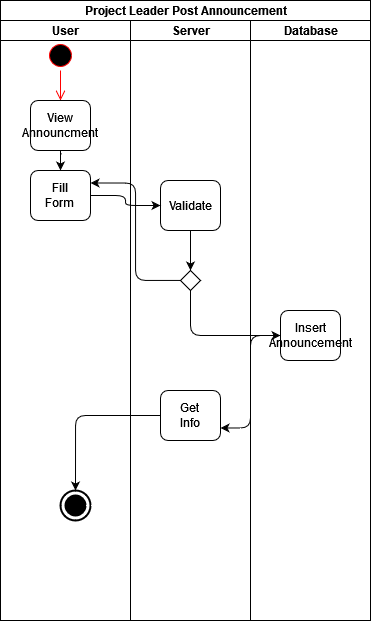 Project Leader Post Announcement
User
Server
Database
View
Announcment
Fill
Form
Validate
Insert
Announcement
Get
Info